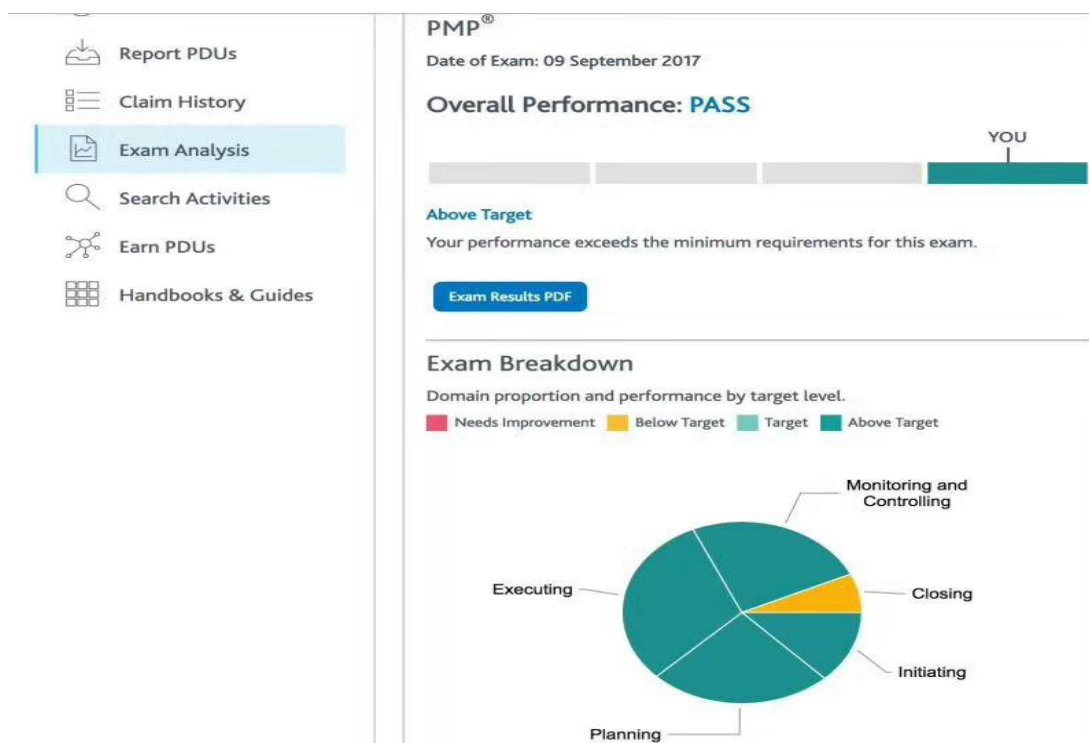 Report PDUs
Claim History
Exam Analysis
Search Activities
Earn PDUs
Handbooks & Guides
PMP®
Date of Exam: 09 September 2017
Overall Performance: PASS
YOU
Above Target
Your performance exceeds the minimum requirements for this exam.
Exam Results PDF
Exam Breakdown
Domain proportion and performance by target level.
Needs Improvement Below Target Target Above Target
Monitoring and
Controlling
Executing
Closing
Initiating
Planning